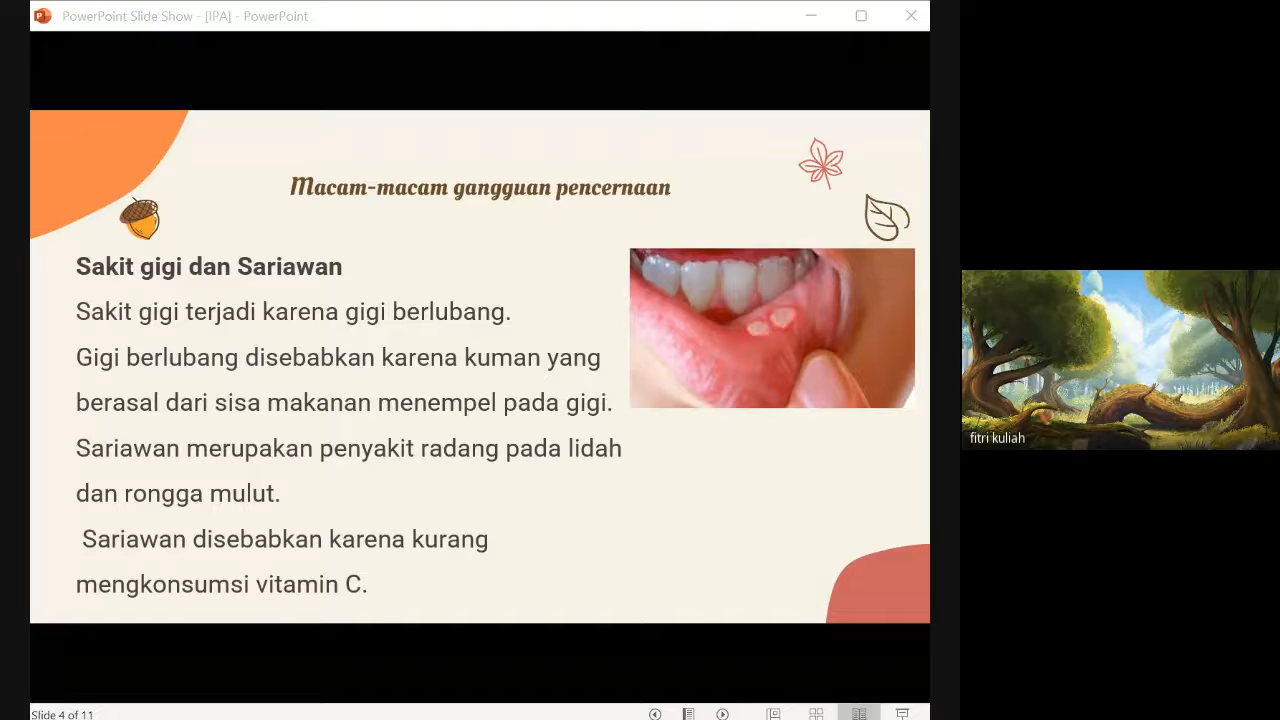 PowerPoint Slide Show - [IPA] - PowerPoint
Macam-macam gangguan pencernaan
Sakit gigi dan Sariawan
Sakit gigi terjadi karena gigi berlubang.
Gigi berlubang disebabkan karena kuman yang
berasal dari sisa makanan menempel pada gigi.
Sariawan merupakan penyakit radang pada lidah
dan rongga mulut.
Sariawan disebabkan karena kurang
mengkonsumsi vitamin C.
fitri kuliah
Slide 4 of 11